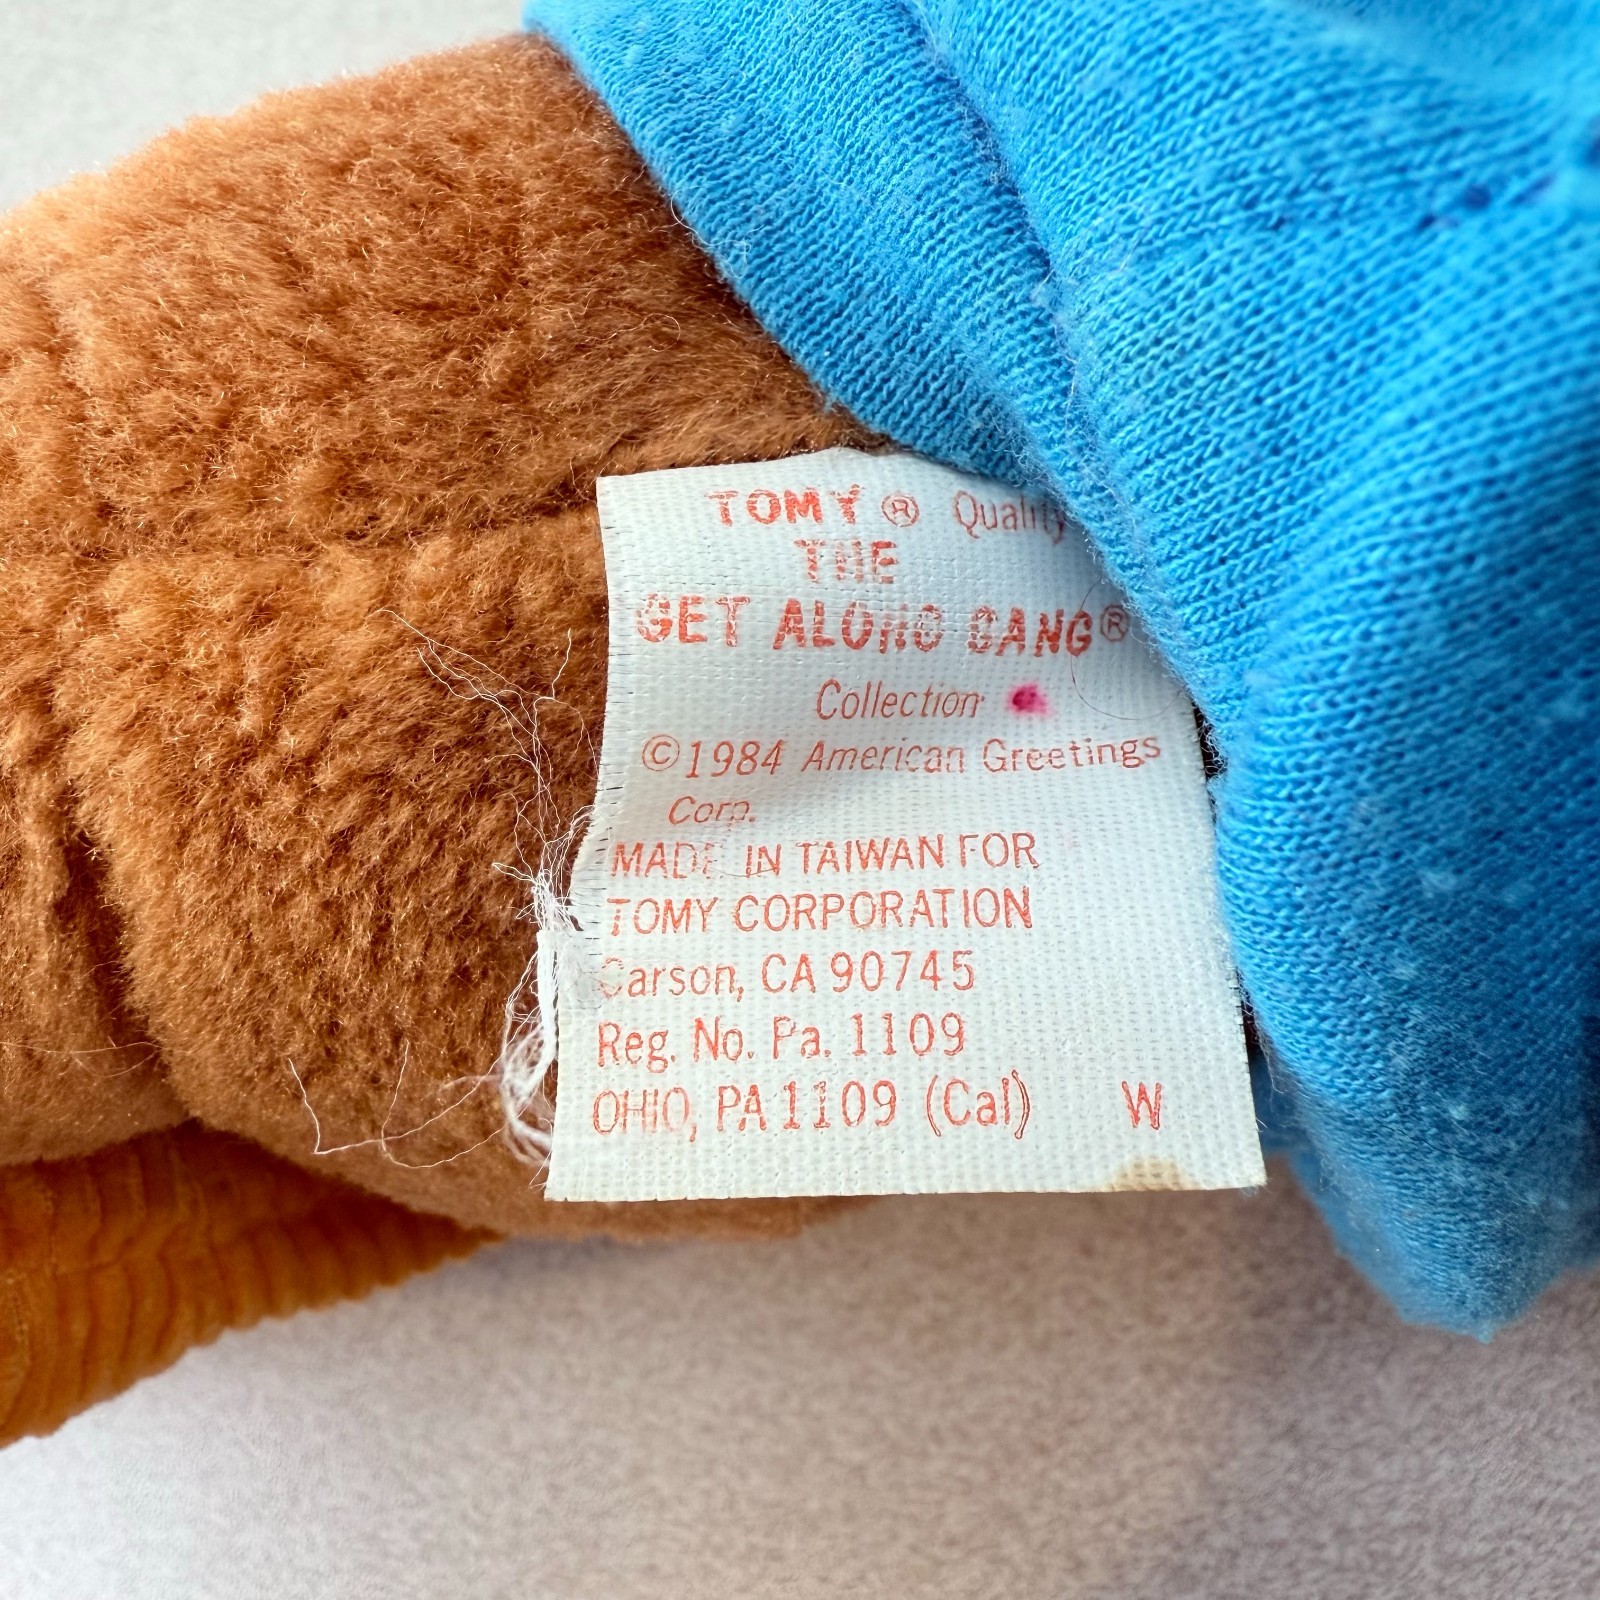 TOMY ® Quality
THE
GET ALONG GANG®
Collection
©1984 American Greetings
Corp.
MADE IN TAIWAN FOR
TOMY CORPORATION
Carson, CA 90745
Reg. No. Pa. 1109
OHIO, PA 1109 (Cal) W